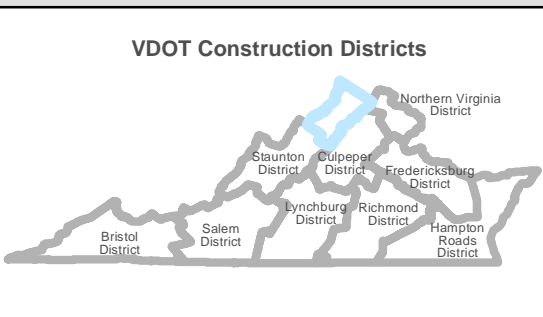 VDOT Construction Districts
Northern Virginia
District
Staunton
District
Culpeper
District
Fredericksburg
District
Lynchburg
District
Richmond
District
Hampton
Roads
District
Salem
District
Bristol
District